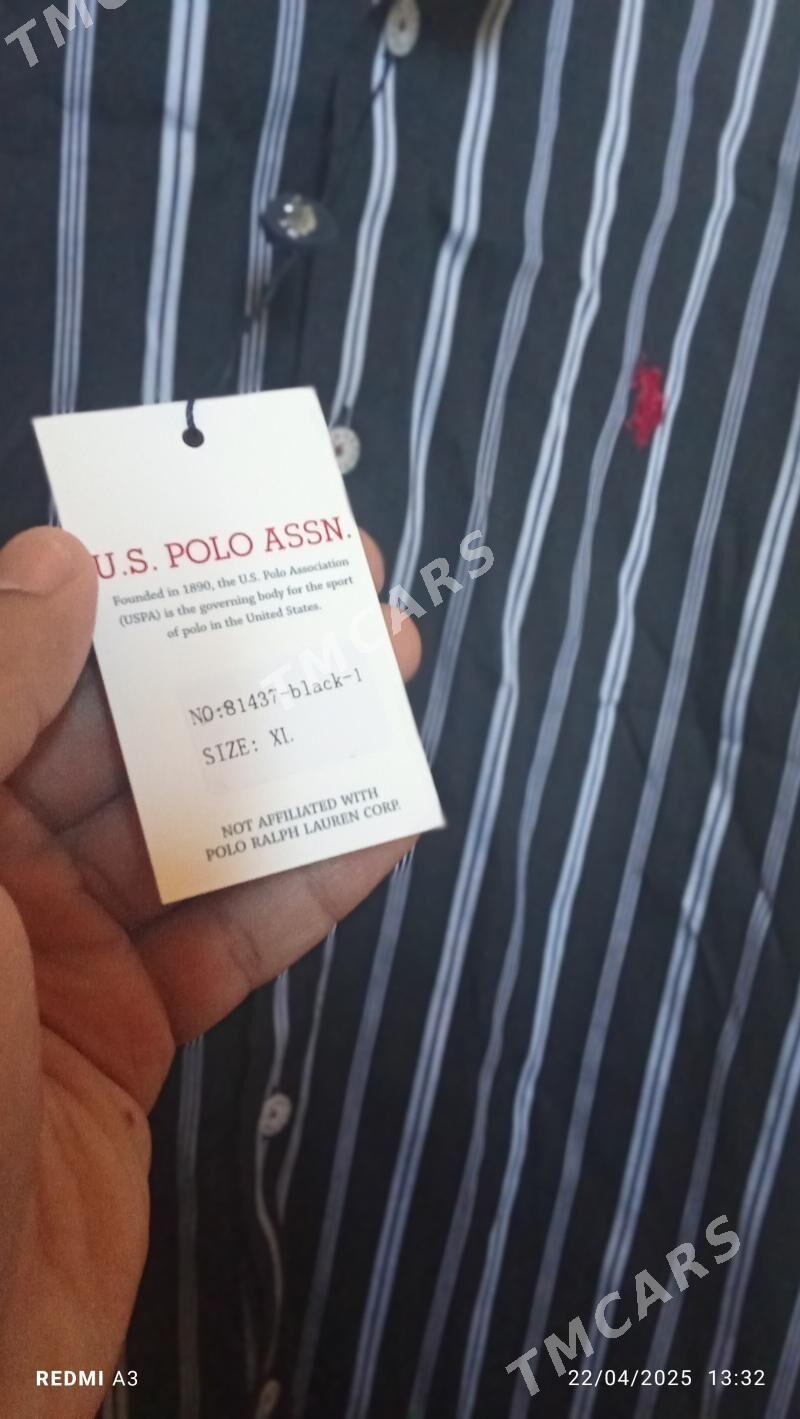 TMC
U.S. POLO ASSN.
Founded in 1890, the U.S. Polo Association
(USPA) is the governing body for the sport
of polo in the United States.
TMCARS
NO:81437-black-1
SIZE: XL
NOT AFFILIATED WITH
POLO RALPH LAUREN CORP.
TMCARS
REDMI A3
22/04/2025 13:32